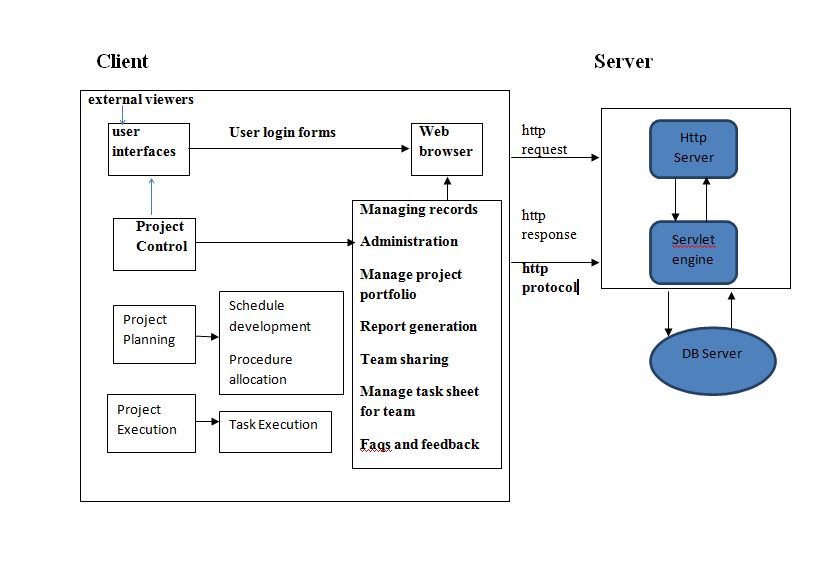 Client
Server
external viewers
user
interfaces
User login forms
Web
browser
http
request
Http
Server
Project
Control
Managing records
Administration
Manage project
portfolio
Report generation
Team sharing
Manage task sheet
for team
Faqs and feedback
http
response
http
protocol
Servlet
engine
Project
Planning
Schedule
development
Procedure
allocation
DB Server
Project
Execution
Task Execution